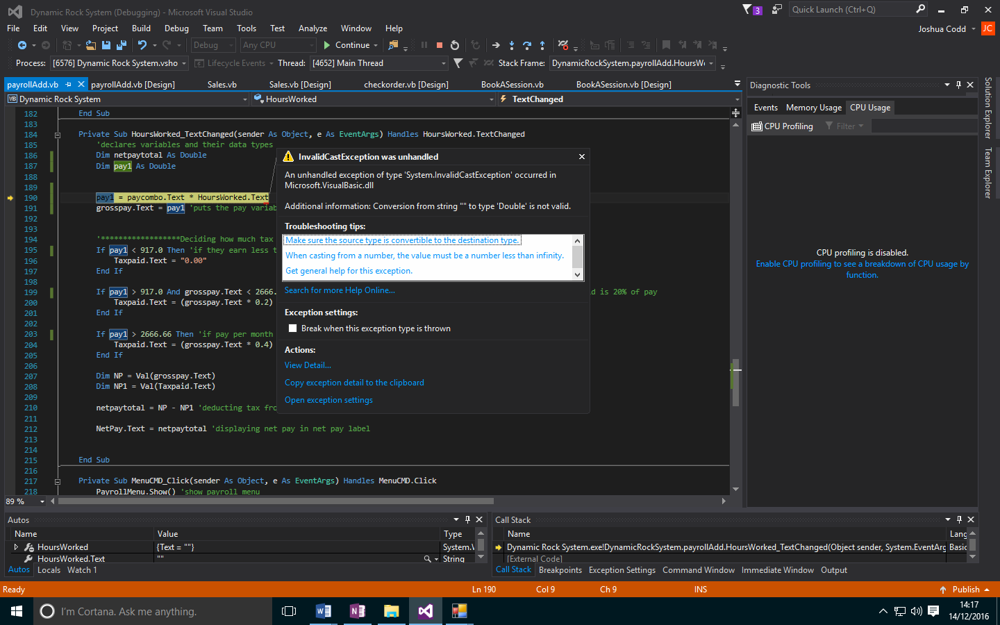 Dynamic Rock System (Debugging) - Microsoft Visual Studio
3
Quick Launch (Ctrl+Q)
File Edit View Project Build Debug Team Tools Test Analyze Window Help
Joshua Codd JC
Debug Any CPU Continue
Process: [6576] Dynamic Rock System.vsho Lifecycle Events Thread: [4652] Main Thread Stack Frame: DynamicRockSystem.payrollAdd.HoursW
payrollAdd.vb payrollAdd.vb [Design] Sales.vb Sales.vb [Design] checkorder.vb [Design] BookASession.vb BookASession.vb [Design]
VB Dynamic Rock System HoursWorked TextChanged
182 End Sub
183
184 Private Sub HoursWorked_TextChanged(sender As Object, e As EventArgs) Handles HoursWorked.TextChanged
185 'declares variables and their data types
186 Dim netpaytotal As Double
187 Dim pay1 As Double
188
189
190 pay1 = paycombo.Text * HoursWorked.Text
191 grosspay.Text = pay1 'puts the pay variab
192
193
194 '******************Deciding how much tax
195 If pay1 < 917.0 Then 'if they earn less t
196 Taxpaid.Text = "0.00"
197 End If
198
199 If pay1 > 917.0 And grosspay.Text < 2666. d is 20% of pay
200 Taxpaid.Text = (grosspay.Text * 0.2)
201 End If
202
203 If pay1 > 2666.66 Then 'if pay per month
204 Taxpaid.Text = (grosspay.Text * 0.4)
205 End If
206
207 Dim NP = Val(grosspay.Text)
208 Dim NP1 = Val(Taxpaid.Text)
209
210 netpaytotal = NP - NP1 'deducting tax fro
211
212 NetPay.Text = netpaytotal 'displaying net pay in net pay label
213
214
215 End Sub
216
217 Private Sub MenuCMD_Click(sender As Object, e As EventArgs) Handles MenuCMD.Click
218 PayrollMenu.Show() 'show payroll menu
89 %
InvalidCastException was unhandled
An unhandled exception of type 'System.InvalidCastException' occurred in
Microsoft.VisualBasic.dll
Additional information: Conversion from string "" to type 'Double' is not valid.
Troubleshooting tips:
Make sure the source type is convertible to the destination type.
When casting from a number, the value must be a number less than infinity.
Get general help for this exception.
Search for more Help Online...
Exception settings:
Break when this exception type is thrown
Actions:
View Detail...
Copy exception detail to the clipboard
Open exception settings
Diagnostic Tools
Events Memory Usage CPU Usage
CPU Profiling Filter
CPU profiling is disabled.
Enable CPU profiling to see a breakdown of CPU usage by
function.
Solution Explorer
Team Explorer
Autos
Name Value Type
HoursWorked {Text = ""} System.W
HoursWorked.Text "" String
Autos Locals Watch 1
Call Stack
Name Lang
Dynamic Rock System.exe!DynamicRockSystem.payrollAdd.HoursWorked_TextChanged(Object sender, System.EventArg Basic
[External Code]
Call Stack Breakpoints Exception Settings Command Window Immediate Window Output
Ready Ln 190 Col 9 Ch 9 INS Publish
I'm Cortana. Ask me anything.
14:17
14/12/2016